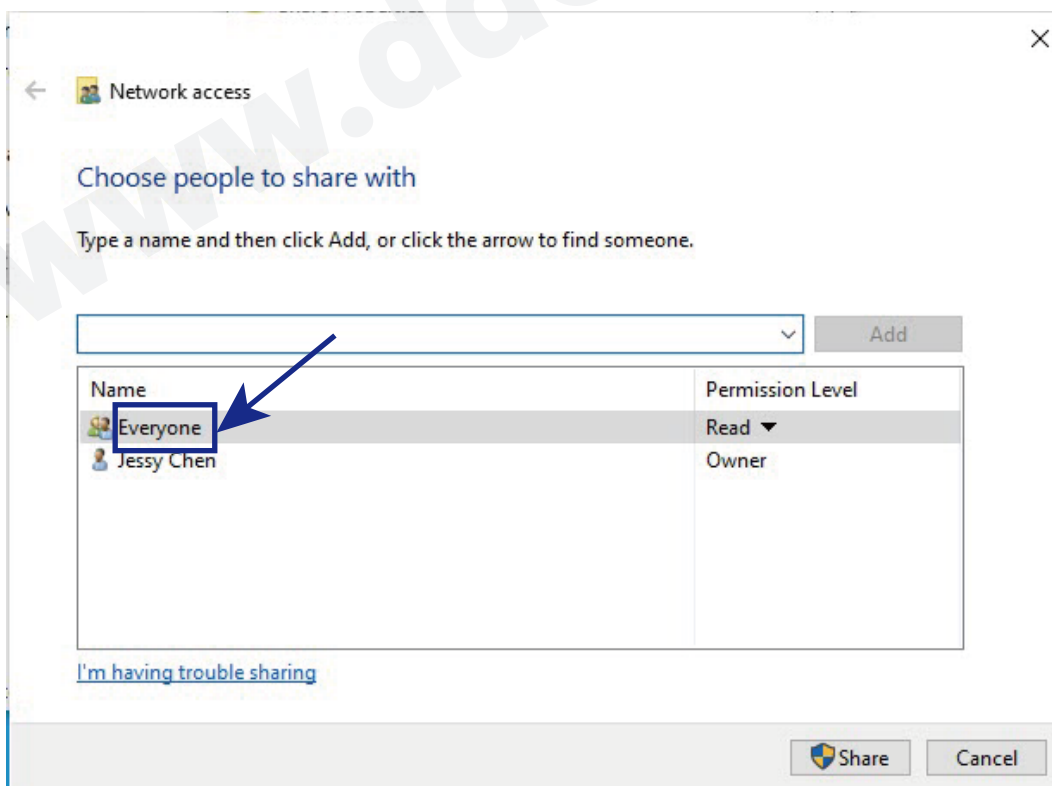 Network access
Choose people to share with
Type a name and then click Add, or click the arrow to find someone.
Add
Name Permission Level
Everyone Read
Jessy Chen Owner
I'm having trouble sharing
Share Cancel